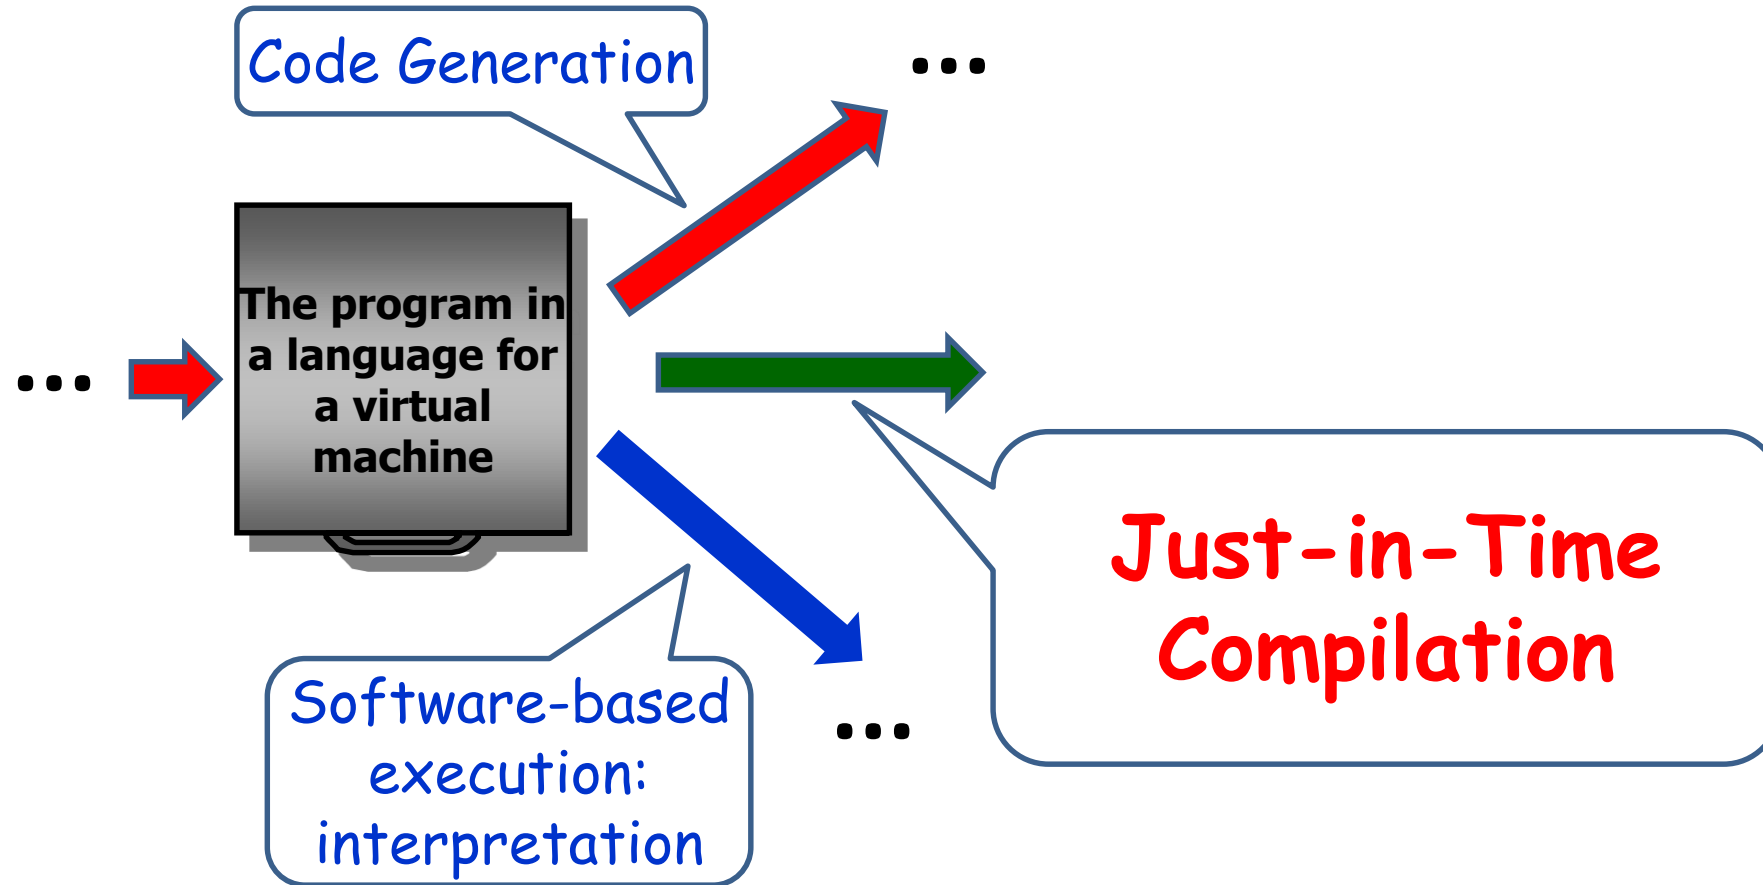 Code Generation
...
The program in
a language for
a virtual
machine
...
Just-in-Time
Compilation
Software-based
execution:
interpretation
...